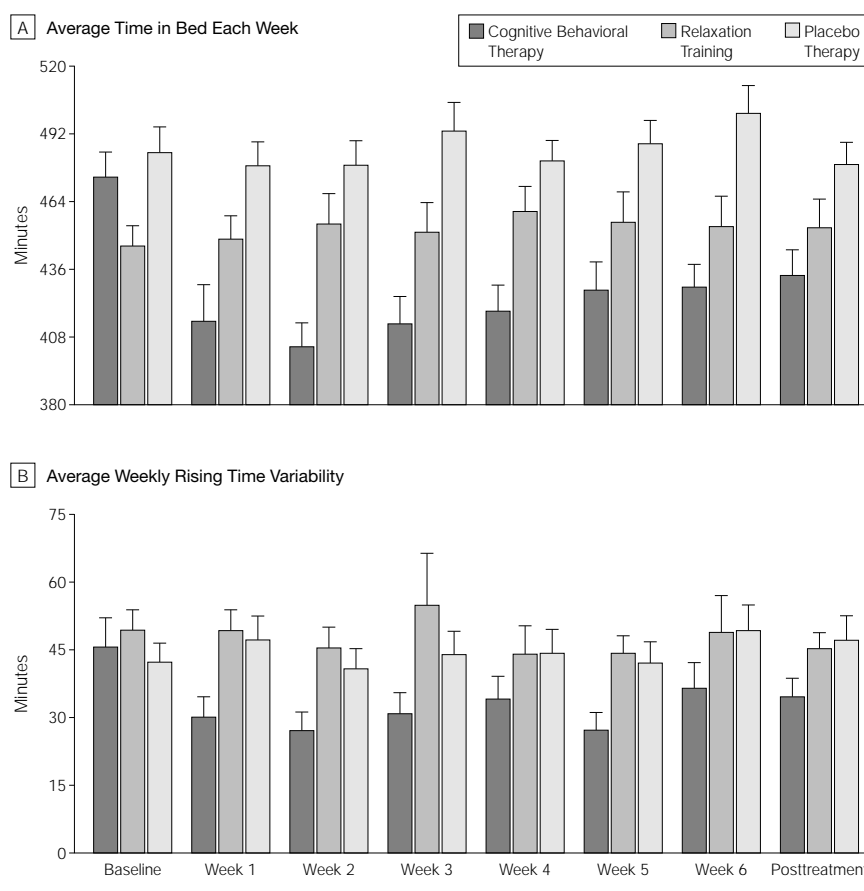 A Average Time in Bed Each Week
Cognitive Behavioral Therapy
Relaxation Training
Placebo Therapy
520
492
464
436
408
380
Minutes
B Average Weekly Rising Time Variability
75
60
45
30
15
0
Minutes
Baseline Week 1 Week 2 Week 3 Week 4 Week 5 Week 6 Posttreatment